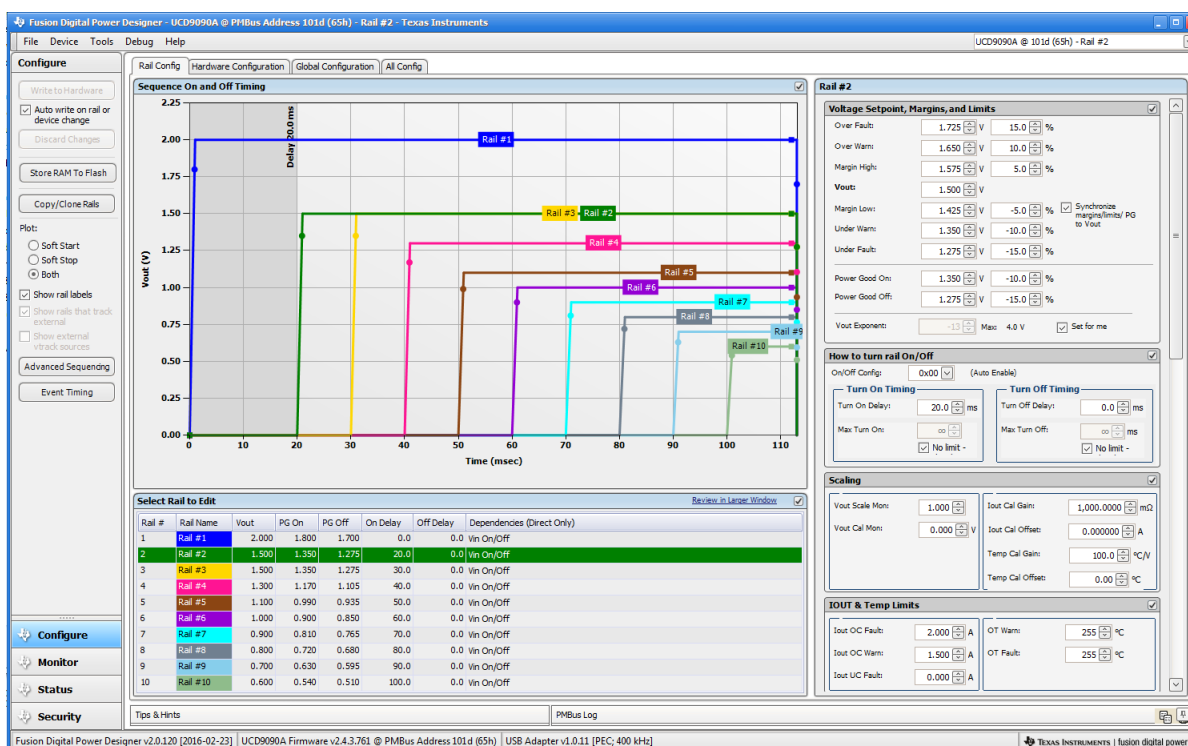 Fusion Digital Power Designer - UCD9090A @ PMBus Address 101d (65h) - Rail #2 - Texas Instruments
File Device Tools Debug Help
UCD9090A @ 101d (65h) - Rail #2
Configure
Write to Hardware
Auto write on rail or
device change
Discard Changes
Store RAM To Flash
Copy/Clone Rails
Plot:
Soft Start
Soft Stop
Both
Show rail labels
Show rails that track
external
Show external
vtrack sources
Advanced Sequencing
Event Timing
Configure
Monitor
Status
Security
Rail Config Hardware Configuration Global Configuration All Config
Sequence On and Off Timing
2.25
2.00
1.75
1.50
1.25
1.00
0.75
0.50
0.25
0.00
Vout (V)
Delay 20.0 ms
Rail #1
Rail #3 Rail #2
Rail #4
Rail #5
Rail #6
Rail #7
Rail #8
Rail #9
Rail #10
0 10 20 30 40 50 60 70 80 90 100 110
Time (msec)
Select Rail to Edit
Review in Larger Window
Rail # Rail Name Vout PG On PG Off On Delay Off Delay Dependencies (Direct Only)
1 Rail #1 2.000 1.800 1.700 0.0 0.0 Vin On/Off
2 Rail #2 1.500 1.350 1.275 20.0 0.0 Vin On/Off
3 Rail #3 1.500 1.350 1.275 30.0 0.0 Vin On/Off
4 Rail #4 1.300 1.170 1.105 40.0 0.0 Vin On/Off
5 Rail #5 1.100 0.990 0.935 50.0 0.0 Vin On/Off
6 Rail #6 1.000 0.900 0.850 60.0 0.0 Vin On/Off
7 Rail #7 0.900 0.810 0.765 70.0 0.0 Vin On/Off
8 Rail #8 0.800 0.720 0.680 80.0 0.0 Vin On/Off
9 Rail #9 0.700 0.630 0.595 90.0 0.0 Vin On/Off
10 Rail #10 0.600 0.540 0.510 100.0 0.0 Vin On/Off
Rail #2
Voltage Setpoint, Margins, and Limits
Over Fault: 1.725 V 15.0 %
Over Warn: 1.650 V 10.0 %
Margin High: 1.575 V 5.0 %
Vout: 1.500 V
Margin Low: 1.425 V -5.0 %
Under Warn: 1.350 V -10.0 %
Under Fault: 1.275 V -15.0 %
Synchronize
margins/limits/ PG
to Vout
Power Good On: 1.350 V -10.0 %
Power Good Off: 1.275 V -15.0 %
Vout Exponent: -13 Max: 4.0 V Set for me
How to turn rail On/Off
On/Off Config: 0x00 (Auto Enable)
Turn On Timing
Turn On Delay: 20.0 ms
Max Turn On: ∞ ms
No limit -
Turn Off Timing
Turn Off Delay: 0.0 ms
Max Turn Off: ∞ ms
No limit -
Scaling
Vout Scale Mon: 1.000
Vout Cal Mon: 0.000 V
Iout Cal Gain: 1,000.0000 mΩ
Iout Cal Offset: 0.000000 A
Temp Cal Gain: 100.0 ºC/V
Temp Cal Offset: 0.00 ºC
IOUT & Temp Limits
Iout OC Fault: 2.000 A
Iout OC Warn: 1.500 A
Iout UC Fault: 0.000 A
OT Warn: 255 ºC
OT Fault: 255 ºC
Tips & Hints
PMBus Log
Fusion Digital Power Designer v2.0.120 [2016-02-23] UCD9090A Firmware v2.4.3.761 @ PMBus Address 101d (65h) USB Adapter v1.0.11 [PEC; 400 kHz]
TEXAS INSTRUMENTS | fusion digital power